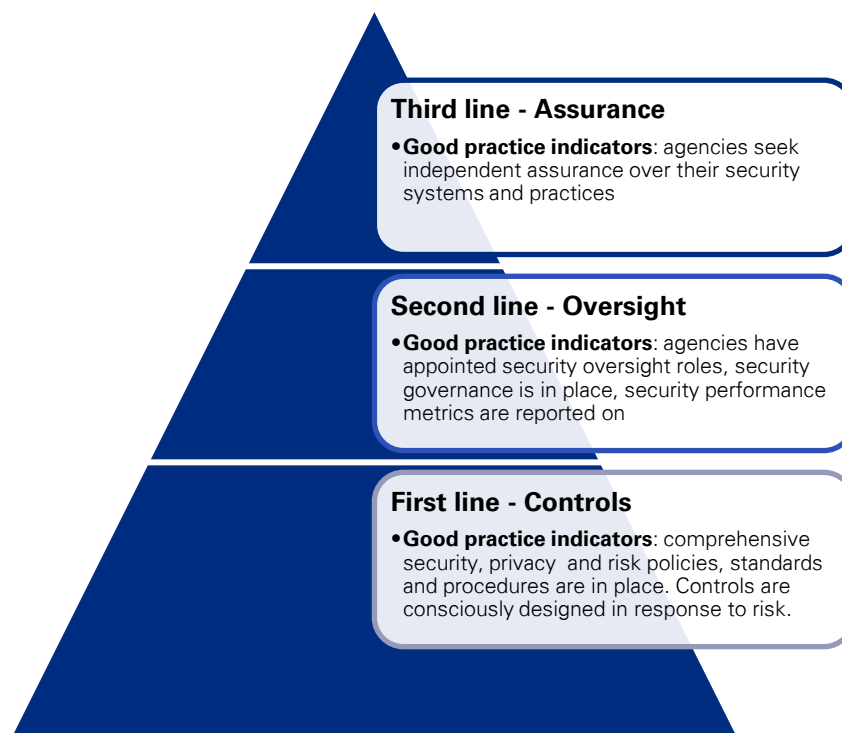 Third line - Assurance
•Good practice indicators: agencies seek
independent assurance over their security
systems and practices
Second line - Oversight
•Good practice indicators: agencies have
appointed security oversight roles, security
governance is in place, security performance
metrics are reported on
First line - Controls
•Good practice indicators: comprehensive
security, privacy  and risk policies, standards
and procedures are in place. Controls are
consciously designed in response to risk.